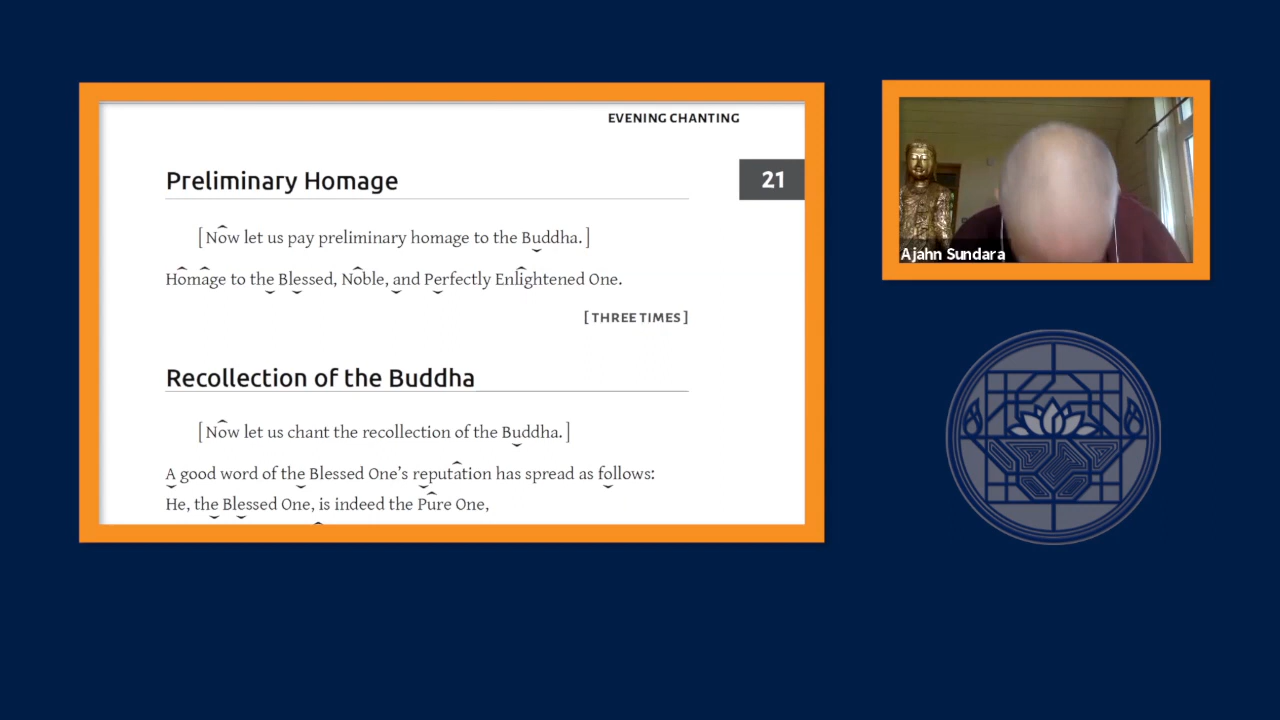 EVENING CHANTING
21
Preliminary Homage
[Now let us pay preliminary homage to the Buddha.]
Homage to the Blessed, Noble, and Perfectly Enlightened One.
[ THREE TIMES ]
Recollection of the Buddha
[Now let us chant the recollection of the Buddha.]
A good word of the Blessed One’s reputation has spread as follows:
He, the Blessed One, is indeed the Pure One,
Ajahn Sundara